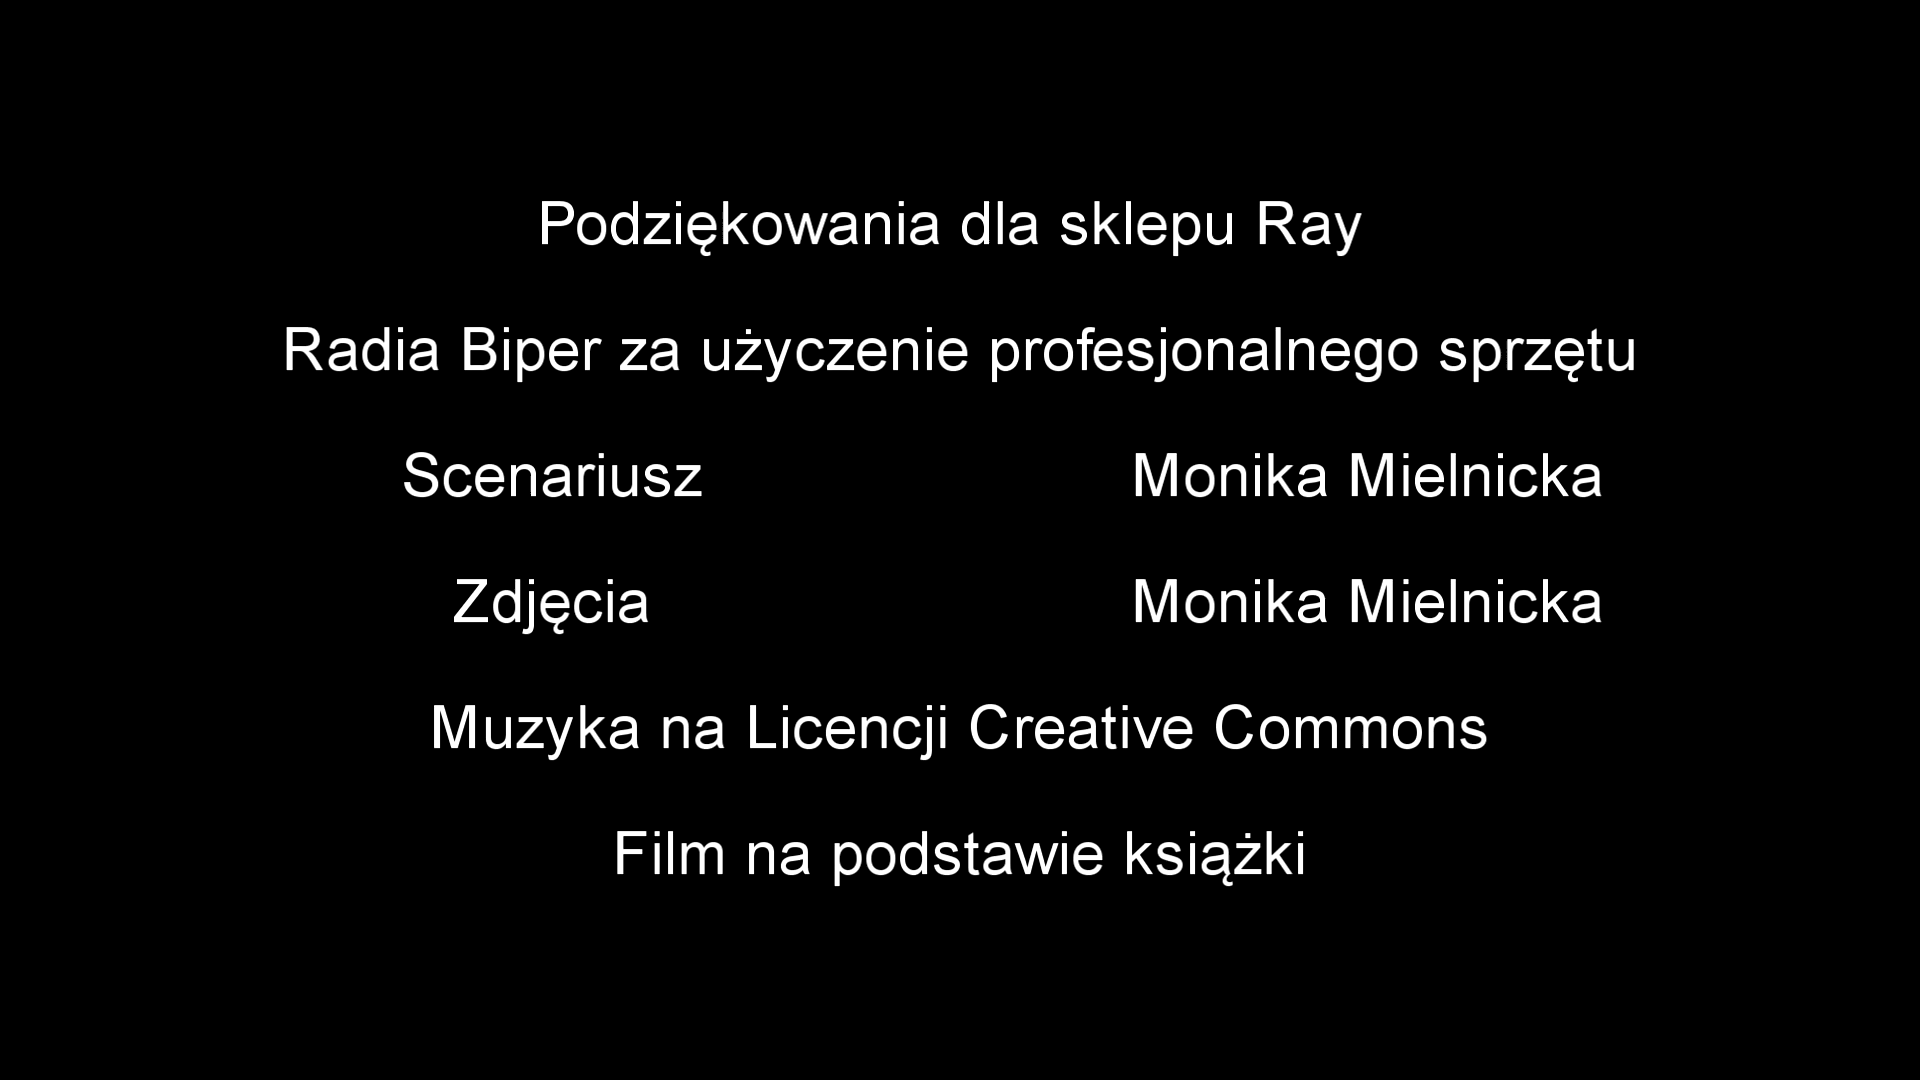 Podziękowania dla sklepu Ray
Radia Biper za użyczenie profesjonalnego sprzętu
Scenariusz Monika Mielnicka
Zdjęcia Monika Mielnicka
Muzyka na Licencji Creative Commons
Film na podstawie książki